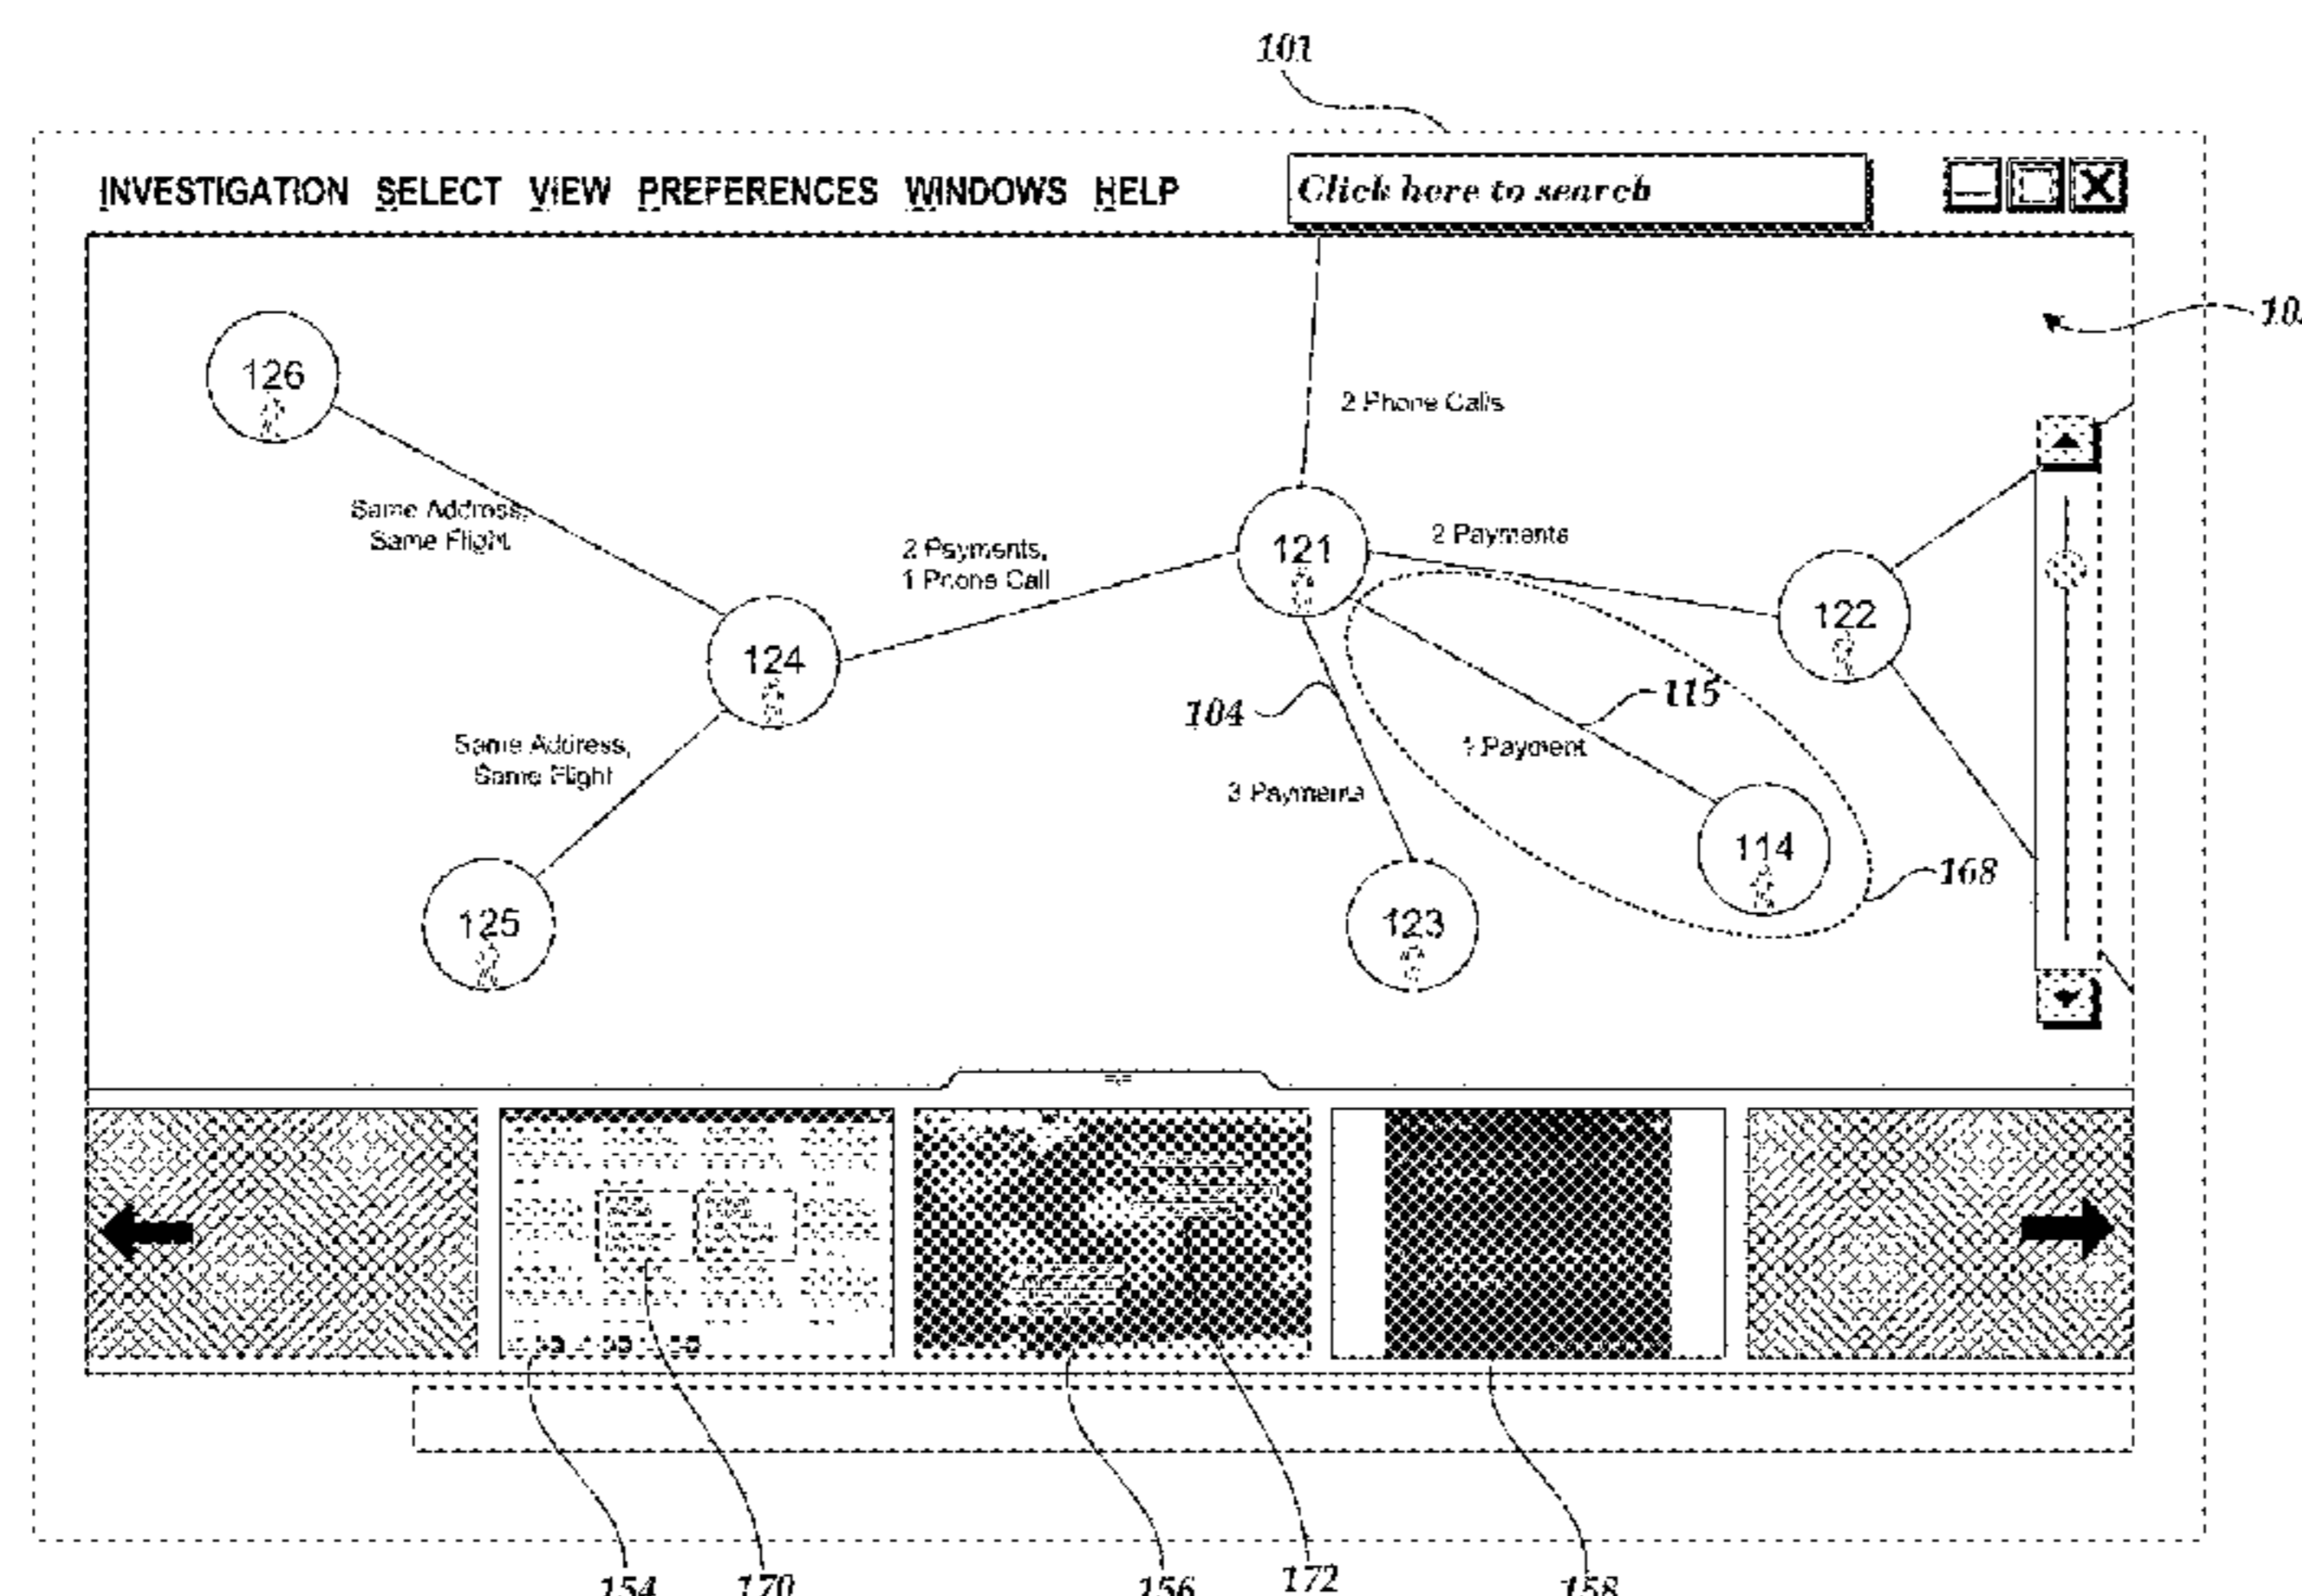 101
INVESTIGATION SELECT VIEW PREFERENCES WINDOWS HELP
Click here to search
10
126
2 Phone Calls
Same Address,
Same Flight
2 Payments,
1 Phone Call
121
2 Payments
122
124
104
115
Same Address,
Same Flight
1 Payment
3 Payments
114
168
125
123
154
170
156
172
158